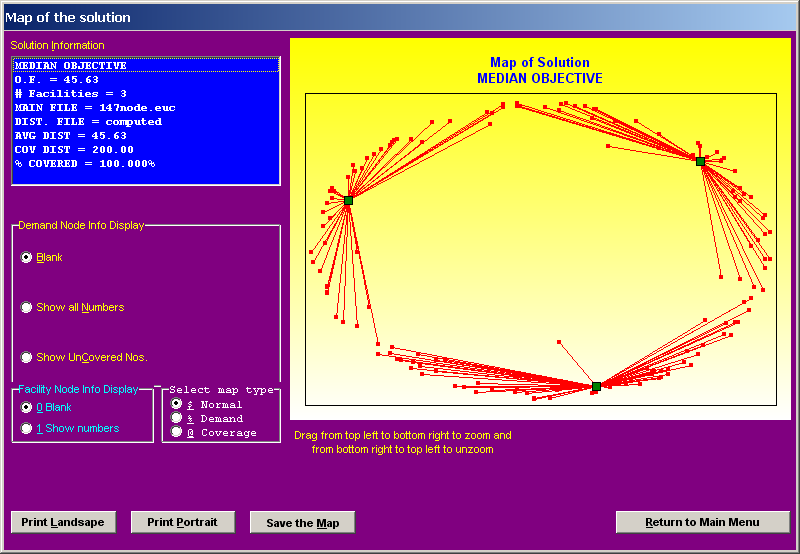 Map of the solution
Solution Information
MEDIAN OBJECTIVE
O.F. = 45.63
# Facilities = 3
MAIN FILE = 147node.euc
DIST. FILE = computed
AVG DIST = 45.63
COV DIST = 200.00
% COVERED = 100.000%
Demand Node Info Display
Blank
Show all Numbers
Show UnCovered Nos.
Facility Node Info Display
0 Blank
1 Show numbers
Select map type
$ Normal
% Demand
@ Coverage
Map of Solution
MEDIAN OBJECTIVE
Drag from top left to bottom right to zoom and
from bottom right to top left to unzoom
Print Landsape
Print Portrait
Save the Map
Return to Main Menu